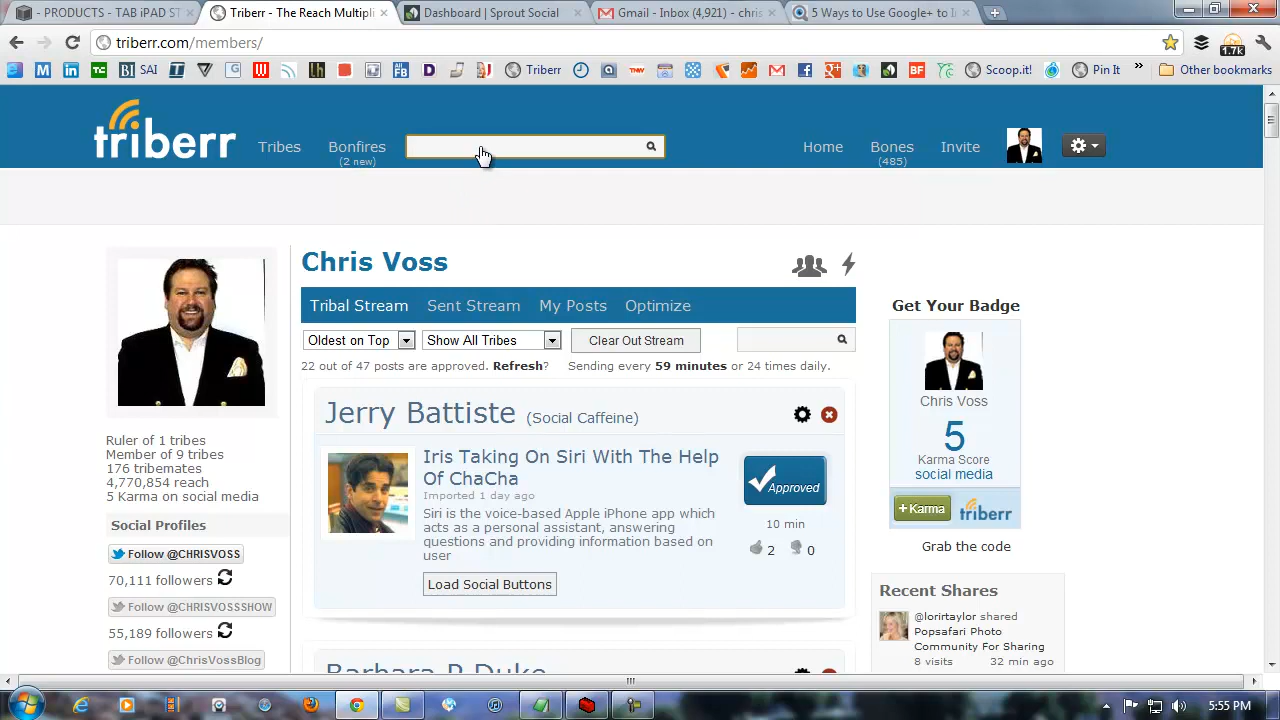 - PRODUCTS - TAB iPAD ST
Triberr - The Reach Multipli
Dashboard | Sprout Social
Gmail - Inbox (4,921) - chris
5 Ways to Use Google+ to I
triberr.com/members/
1.7k
SAI
Triberr
Scoop.it!
Pin It
Other bookmarks
triberr
Tribes
Bonfires
(2 new)
Home
Bones
(485)
Invite
Chris Voss
Tribal Stream
Sent Stream
My Posts
Optimize
Oldest on Top
Show All Tribes
Clear Out Stream
22 out of 47 posts are approved. Refresh?
Sending every 59 minutes or 24 times daily.
Jerry Battiste (Social Caffeine)
Iris Taking On Siri With The Help
Of ChaCha
Imported 1 day ago
Siri is the voice-based Apple iPhone app which
acts as a personal assistant, answering
questions and providing information based on
user
Load Social Buttons
Approved
10 min
2
0
Barbara P Duke
Ruler of 1 tribes
Member of 9 tribes
176 tribemates
4,770,854 reach
5 Karma on social media
Social Profiles
Follow @CHRISVOSS
70,111 followers
Follow @CHRISVOSSSHOW
55,189 followers
Follow @ChrisVossBlog
Get Your Badge
Chris Voss
5
Karma Score
social media
+Karma
triberr
Grab the code
Recent Shares
@lorirtaylor shared
Popsafari Photo
Community For Sharing
8 visits
32 min ago
5:55 PM